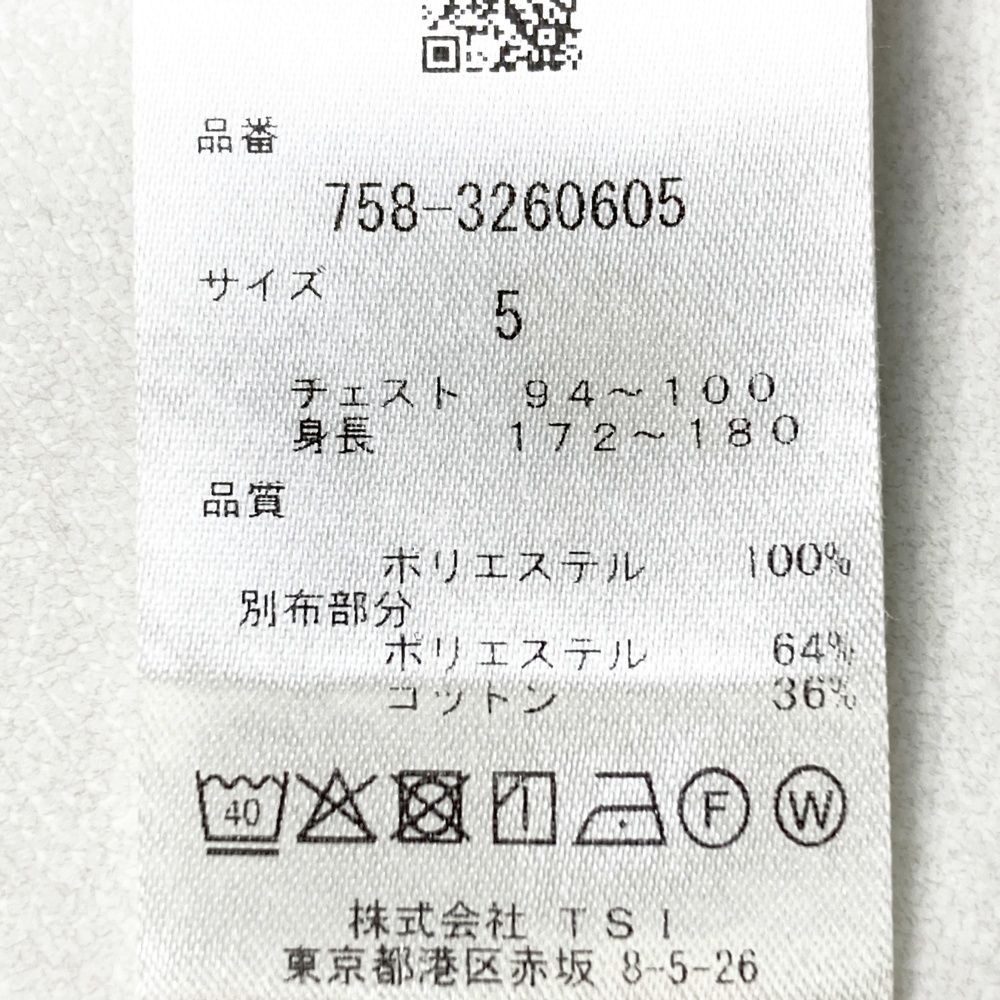 品番
758-3260605
サイズ
5
チェスト 94～100
身長 172～180
品質
ポリエステル 100%
別布部分
ポリエステル 64%
コットン 36%
40 F W
株式会社 TSI
東京都港区赤坂 8-5-26